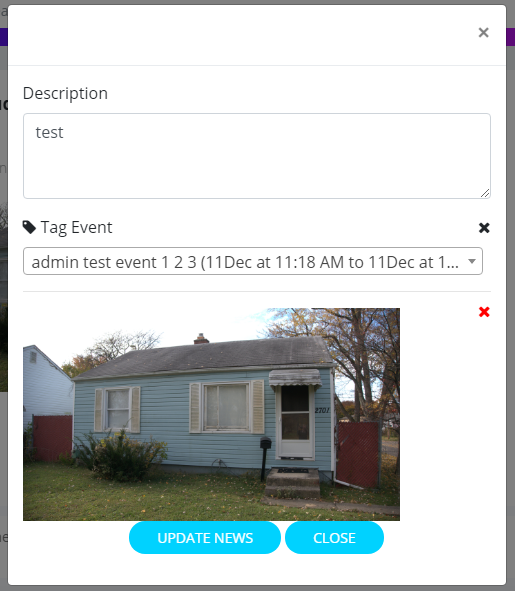 ×
Description
test
Tag Event
admin test event 1 2 3 (11Dec at 11:18 AM to 11Dec at 1...
2701
UPDATE NEWS CLOSE